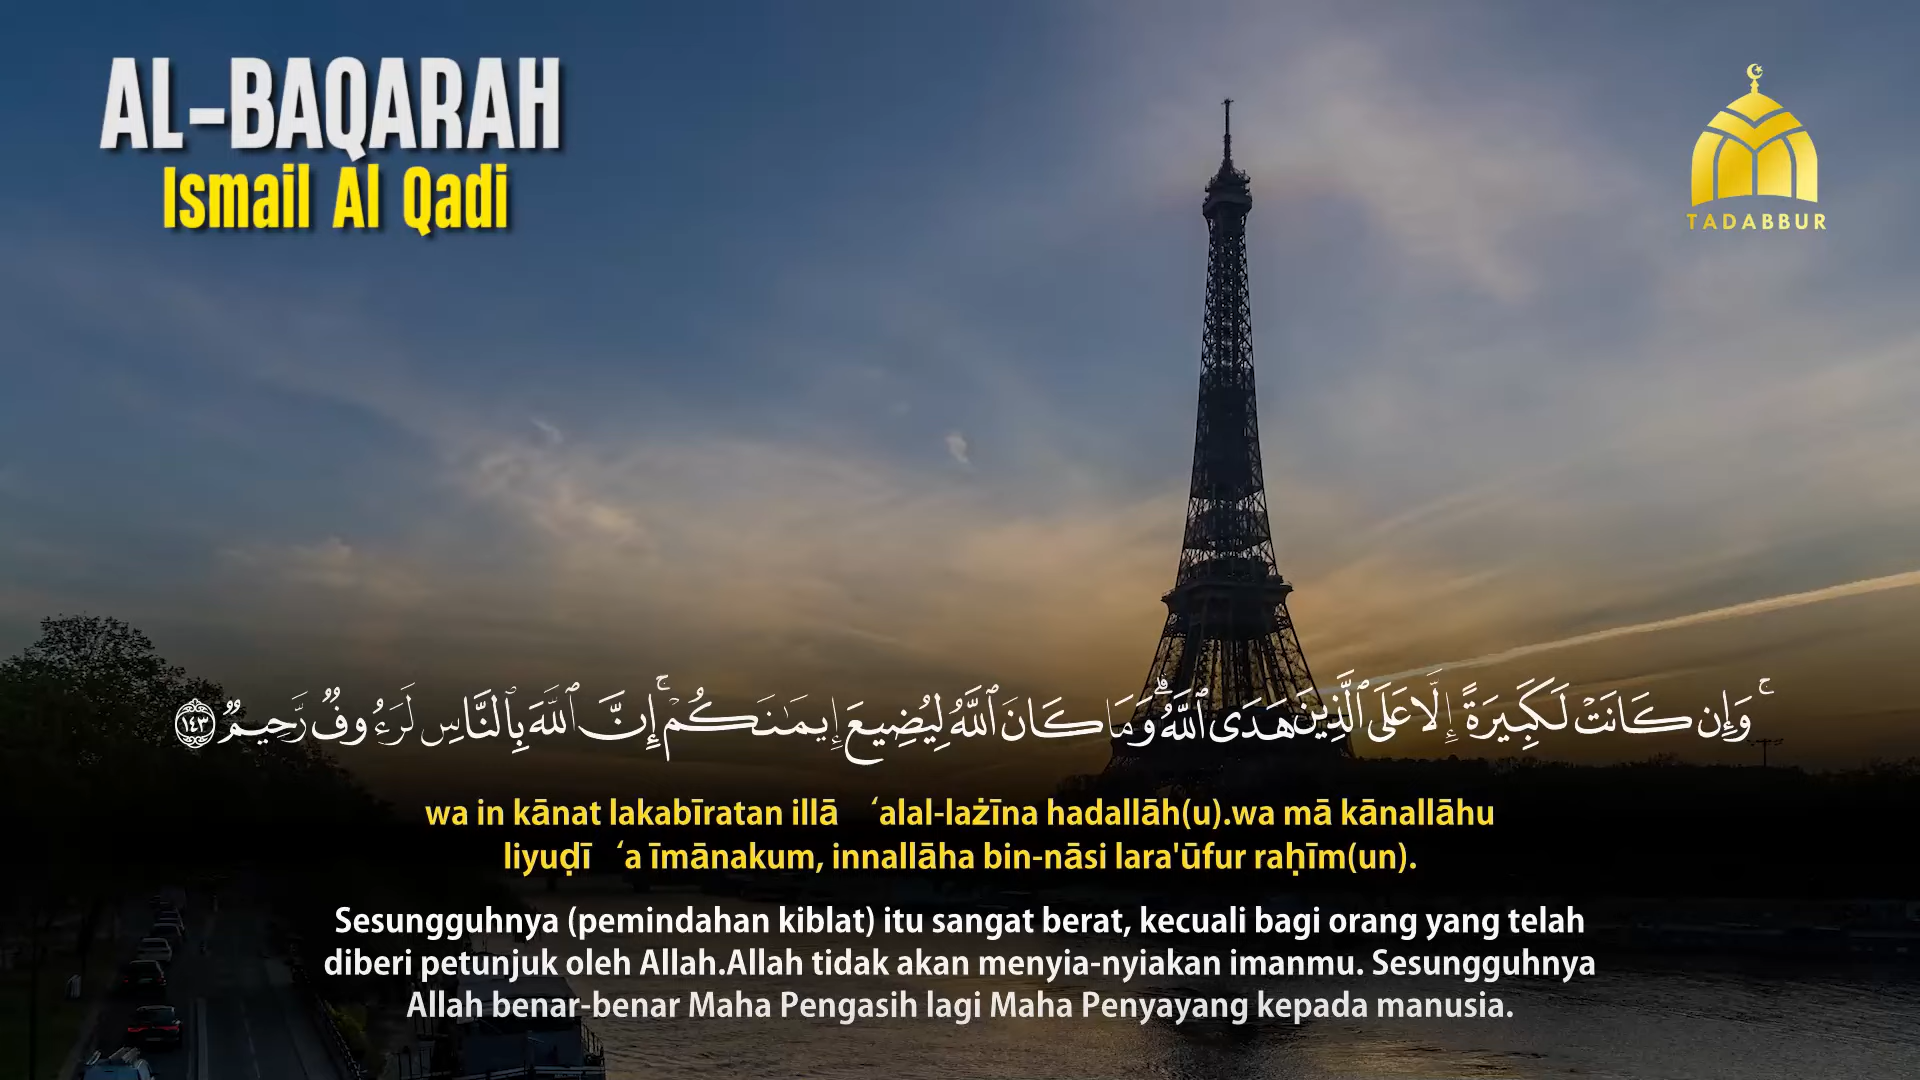 AL-BAQARAH
Ismail Al Qadi
TADABBUR
ۚ وَإِن كَانَتْ لَكَبِيرَةً إِلَّا عَلَى ٱلَّذِينَ هَدَى ٱللَّهُ ۗ وَمَا كَانَ ٱللَّهُ لِيُضِيعَ إِيمَـٰنَكُمْ ۚ إِنَّ ٱللَّهَ بِٱلنَّاسِ لَرَءُوفٌ رَّحِيمٌ ١٤٣
wa in kānat lakabīratan illā ‘alal-lażīna hadallāh(u).wa mā kānallāhu
liyuḍī ‘a īmānakum, innallāha bin-nāsi lara'ūfur raḥīm(un).
Sesungguhnya (pemindahan kiblat) itu sangat berat, kecuali bagi orang yang telah
diberi petunjuk oleh Allah.Allah tidak akan menyia-nyiakan imanmu. Sesungguhnya
Allah benar-benar Maha Pengasih lagi Maha Penyayang kepada manusia.